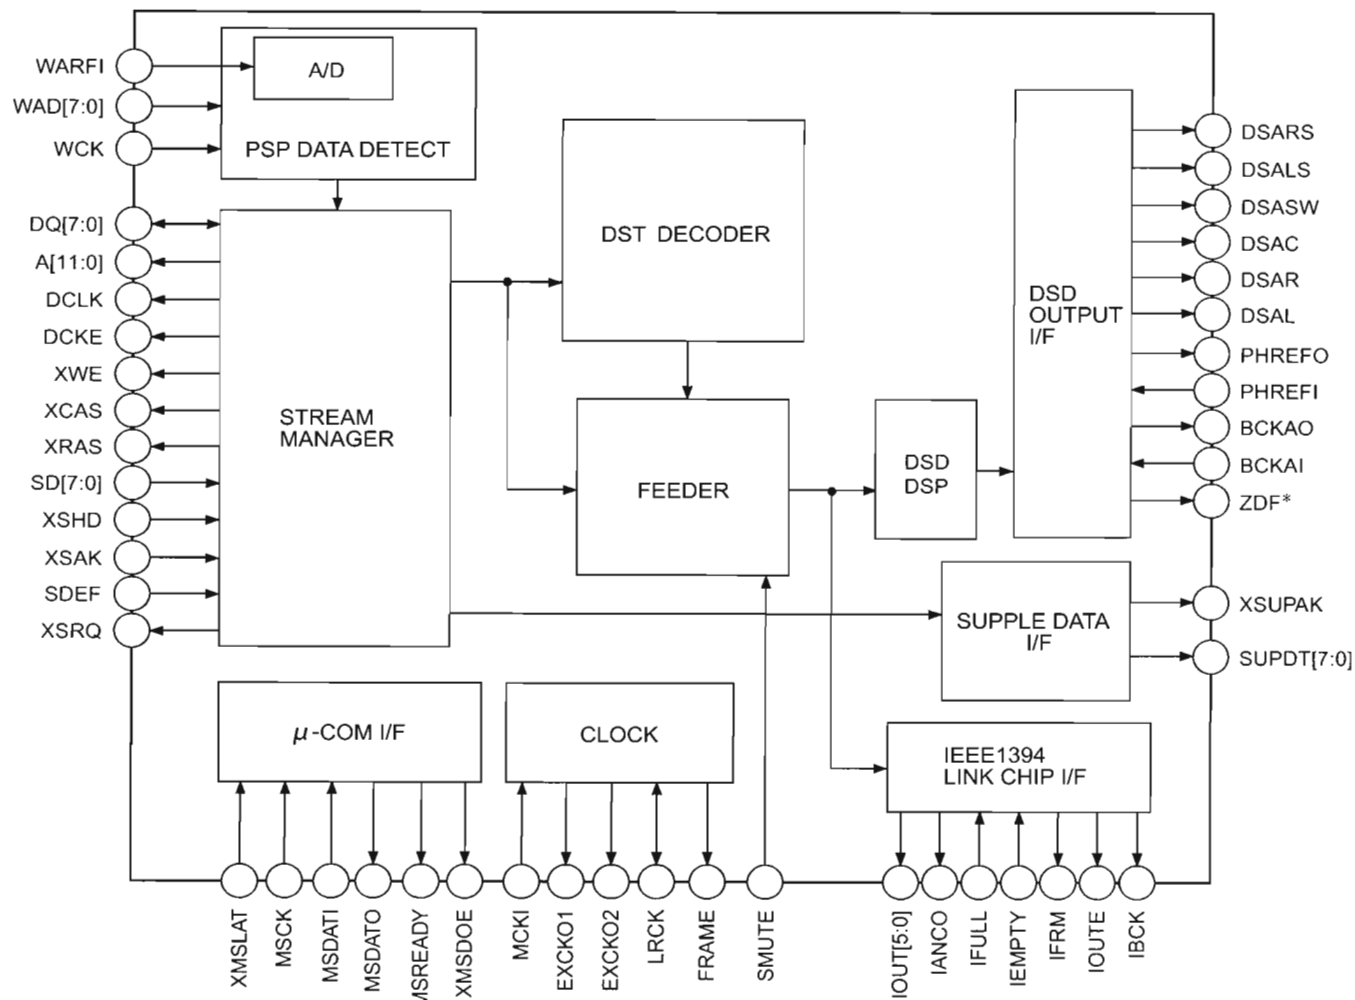 WARFI
WAD[7:0]
WCK
DQ[7:0]
A[11:0]
DCLK
DCKE
XWE
XCAS
XRAS
SD[7:0]
XSHD
XSAK
SDEF
XSRQ
A/D
PSP DATA DETECT
STREAM
MANAGER
DST DECODER
FEEDER
DSD
DSP
DSD
OUTPUT
I/F
DSARS
DSALS
DSASW
DSAC
DSAR
DSAL
PHREFO
PHREFI
BCKAO
BCKAI
ZDF*
SUPPLE DATA
I/F
XSUPAK
SUPDT[7:0]
μ-COM I/F
CLOCK
IEEE1394
LINK CHIP I/F
XMSLAT
MSCK
MSDATI
MSDATO
MSREADY
XMSDOE
MCKI
EXCKO1
EXCKO2
LRCK
FRAME
SMUTE
IOUT[5:0]
IANCO
IFULL
IEMPTY
IFRM
IOUTE
IBCK